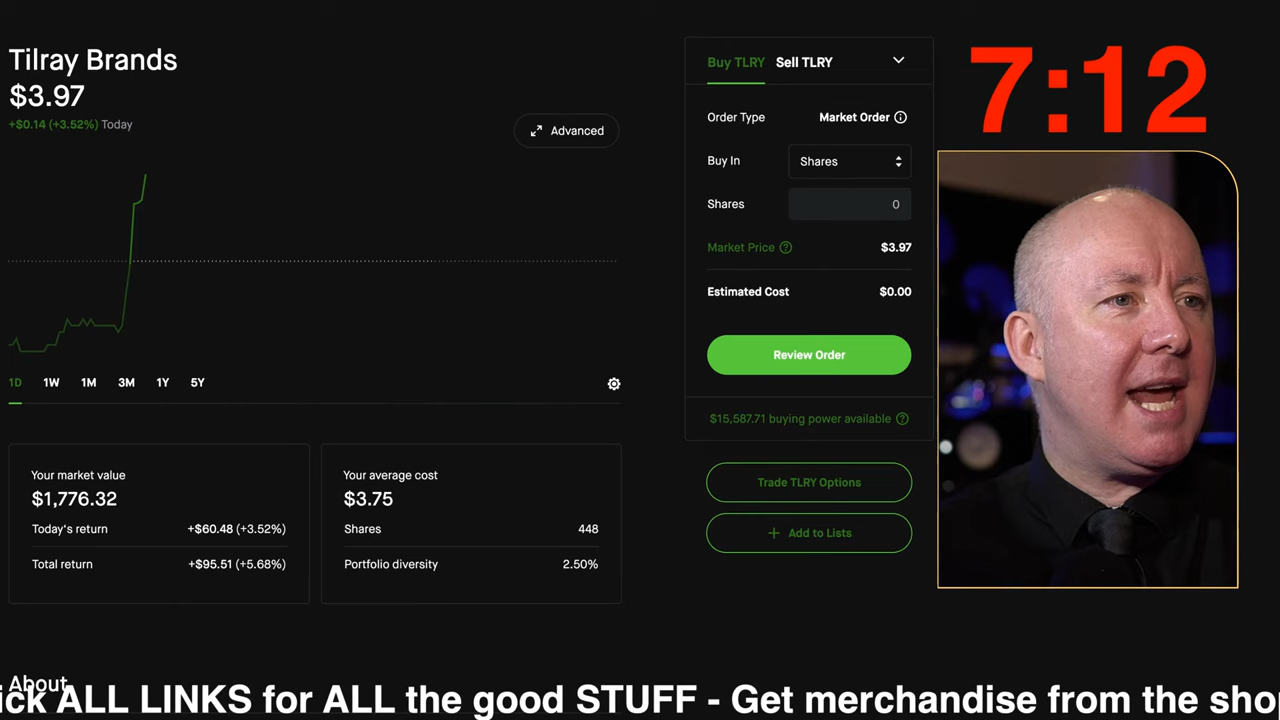 Tilray Brands
$3.97
+$0.14 (+3.52%) Today
Advanced
1D 1W 1M 3M 1Y 5Y
Your market value
$1,776.32
Today's return +$60.48 (+3.52%)
Total return +$95.51 (+5.68%)
Your average cost
$3.75
Shares 448
Portfolio diversity 2.50%
Buy TLRY Sell TLRY
Order Type Market Order
Buy In Shares
Shares 0
Market Price $3.97
Estimated Cost $0.00
Review Order
$15,587.71 buying power available
Trade TLRY Options
Add to Lists
7:12
About
ick ALL LINKS for ALL the good STUFF - Get merchandise from the sho